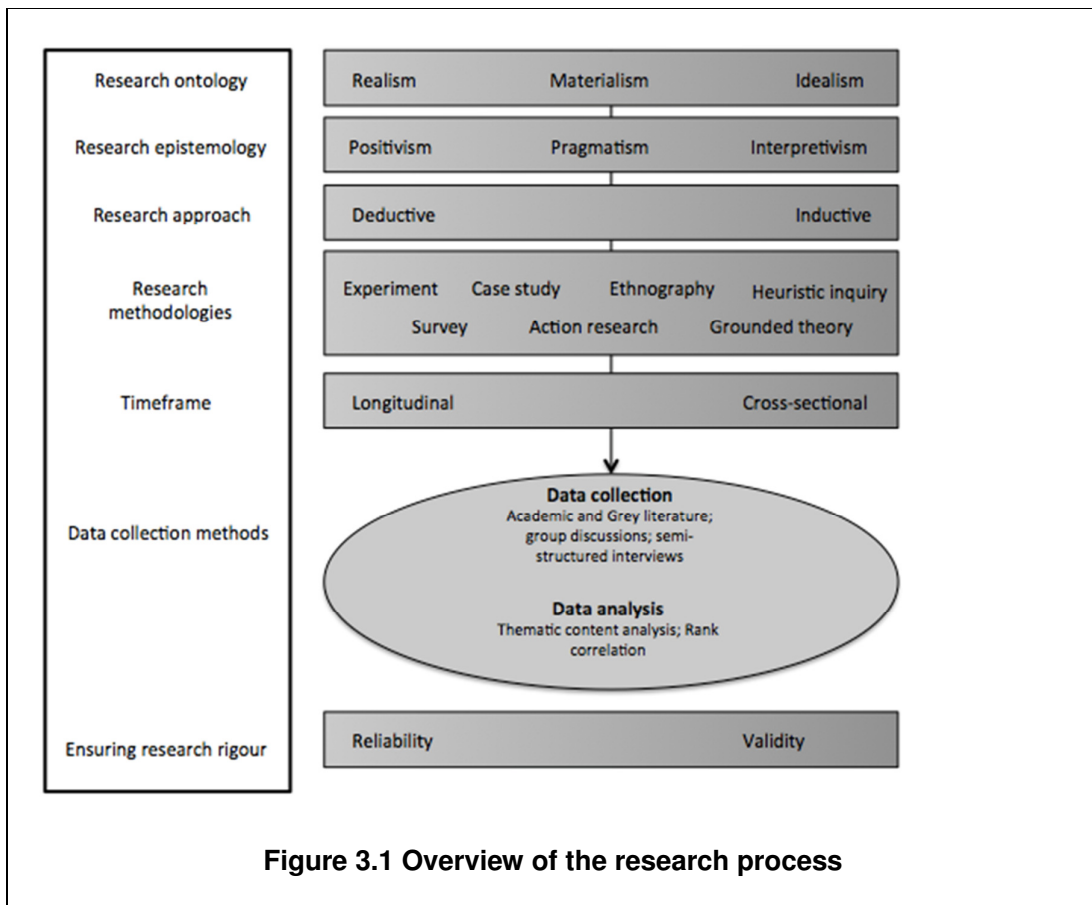 Research ontology
Realism Materialism Idealism
Research epistemology
Positivism Pragmatism Interpretivism
Research approach
Deductive Inductive
Research
methodologies
Experiment Case study Ethnography Heuristic inquiry
Survey Action research Grounded theory
Timeframe
Longitudinal Cross-sectional
Data collection methods
Data collection
Academic and Grey literature;
group discussions; semi-
structured interviews
Data analysis
Thematic content analysis; Rank
correlation
Ensuring research rigour
Reliability Validity
Figure 3.1 Overview of the research process